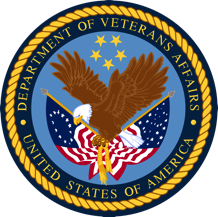 DEPARTMENT OF VETERANS AFFAIRS
UNITED STATES OF AMERICA